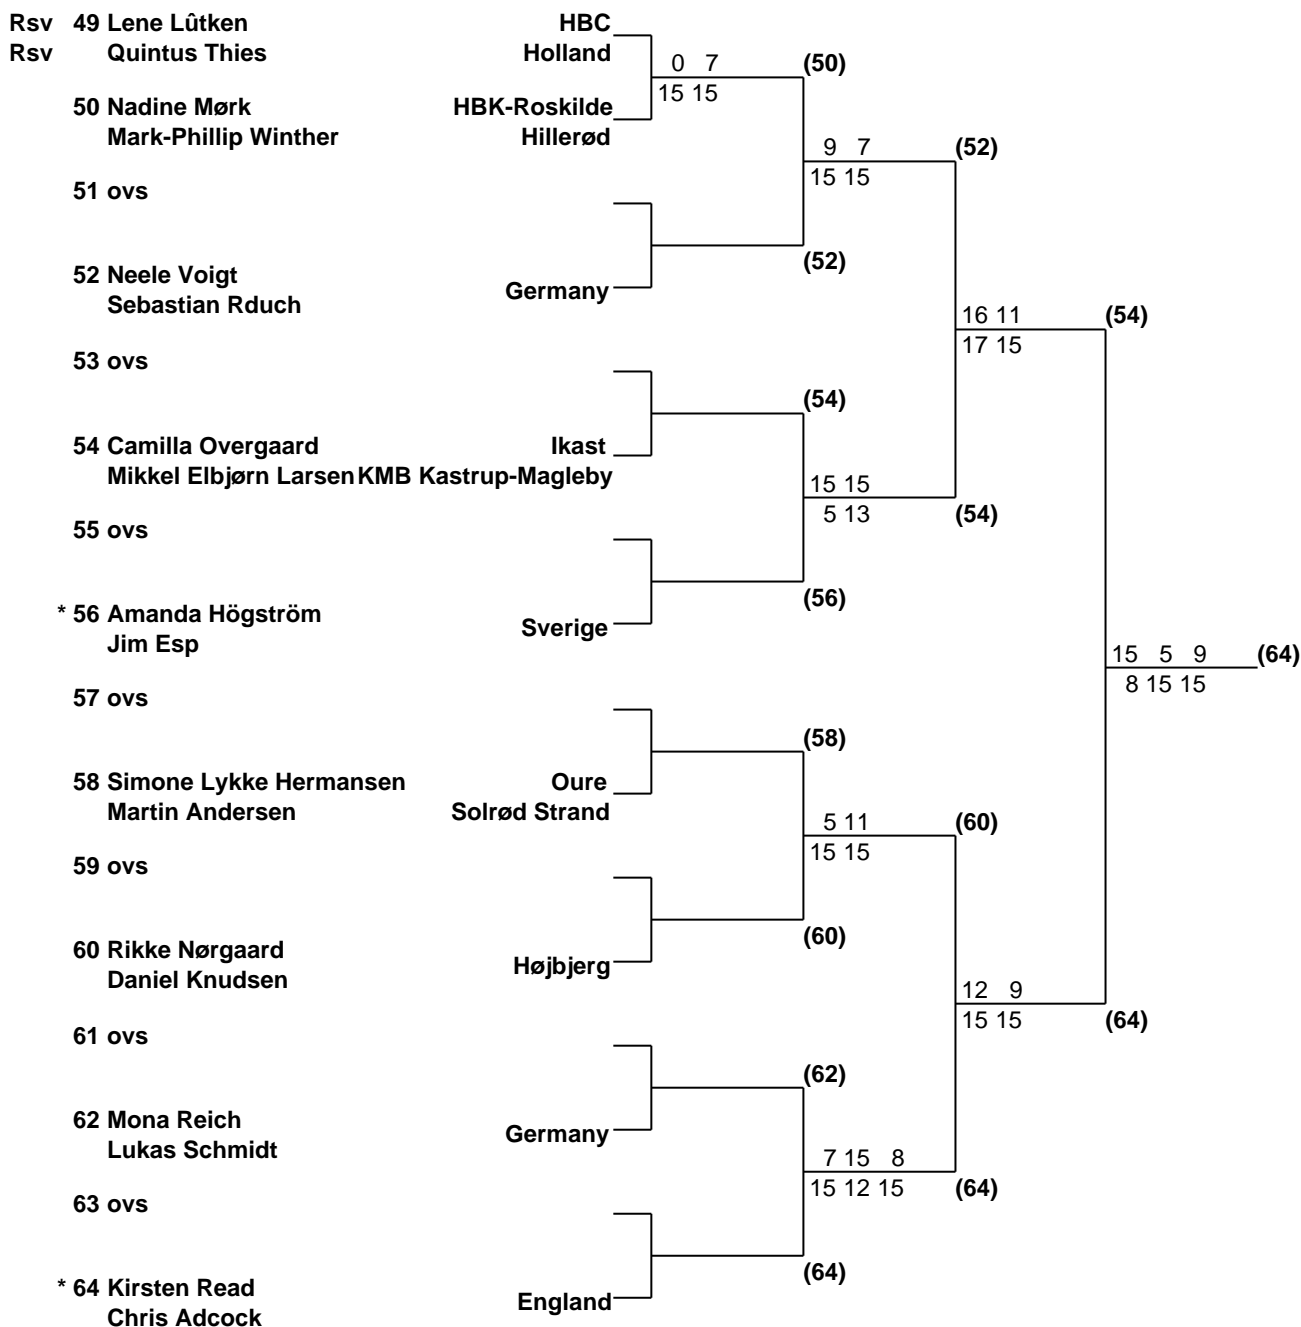 Rsv 49 Lene Lûtken HBC
Rsv Quintus Thies Holland
0 7 (50)
15 15
50 Nadine Mørk HBK-Roskilde
Mark-Phillip Winther Hillerød
9 7 (52)
15 15
51 ovs
(52)
52 Neele Voigt
Sebastian Rduch Germany
16 11 (54)
17 15
53 ovs
(54)
54 Camilla Overgaard Ikast
Mikkel Elbjørn Larsen KMB Kastrup-Magleby
15 15
5 13 (54)
55 ovs
(56)
* 56 Amanda Högström
Jim Esp Sverige
15 5 9 (64)
8 15 15
57 ovs
(58)
58 Simone Lykke Hermansen Oure
Martin Andersen Solrød Strand
5 11 (60)
15 15
59 ovs
(60)
60 Rikke Nørgaard
Daniel Knudsen Højbjerg
12 9
15 15 (64)
61 ovs
(62)
62 Mona Reich
Lukas Schmidt Germany
7 15 8
15 12 15 (64)
63 ovs
(64)
* 64 Kirsten Read
Chris Adcock England